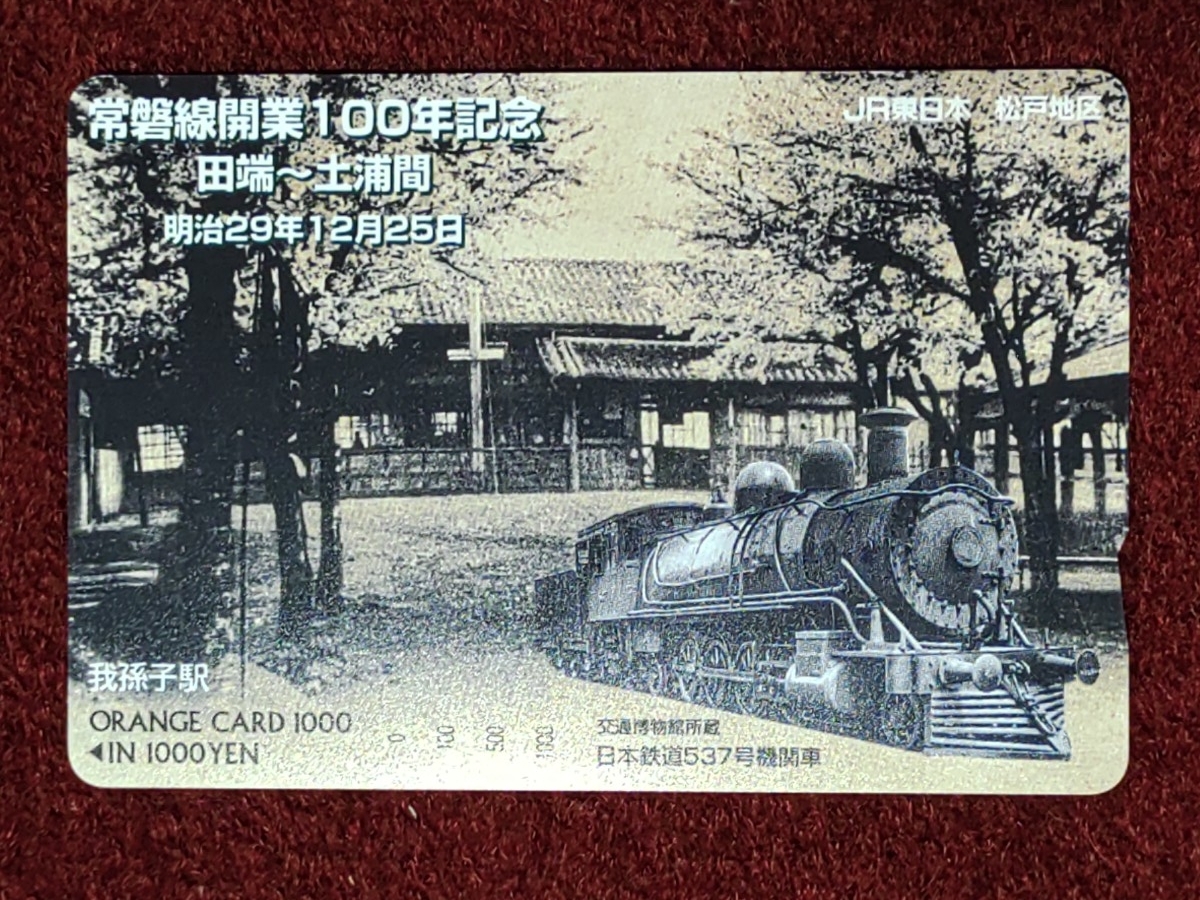 常磐線開業100年記念
田端〜土浦間
明治29年12月25日
JR東日本 松戸地区
我孫子駅
ORANGE CARD 1000
◀IN 1000YEN
0
交通博物館所蔵
日本鉄道537号機関車